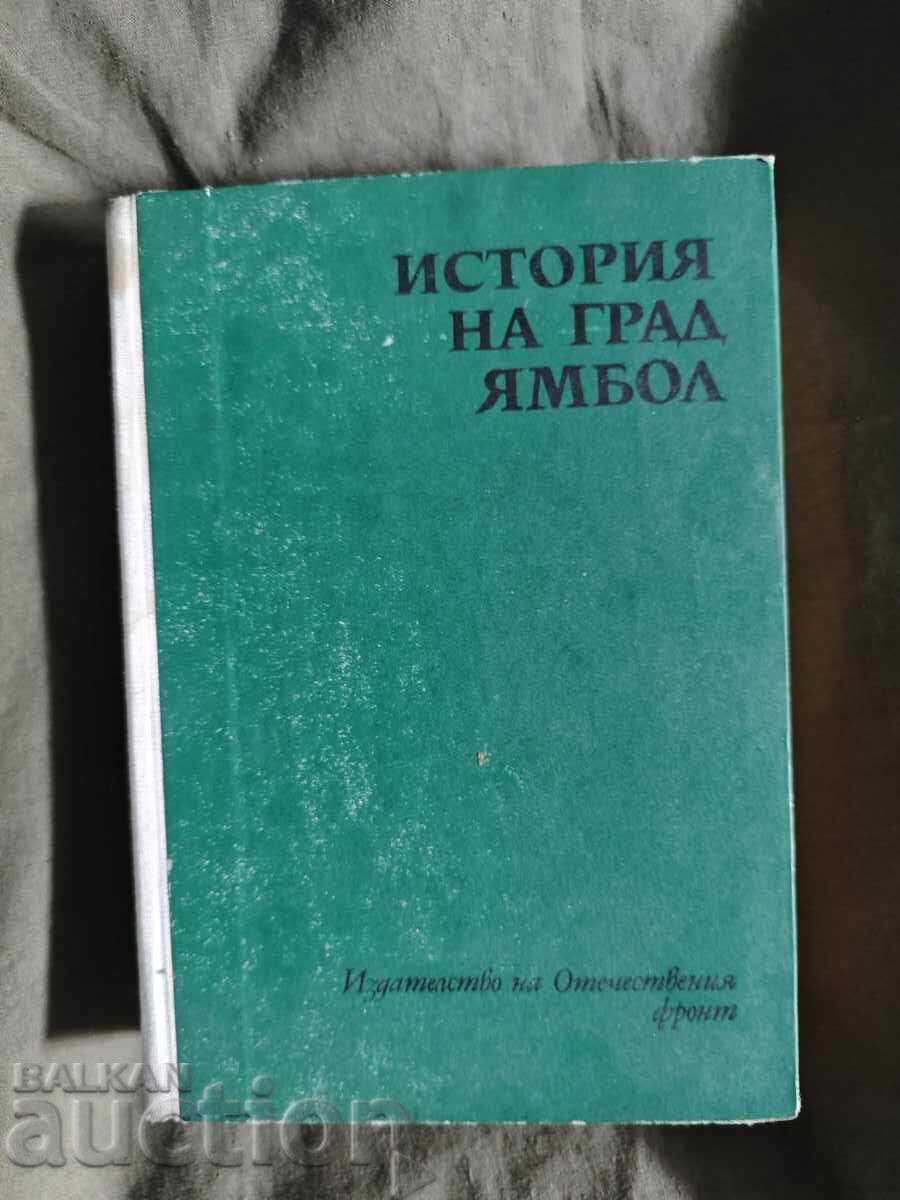 ИСТОРИЯ
НА ГРАД
ЯМБОЛ
Издателство на Отечествения
фронт
BALKAN
auction